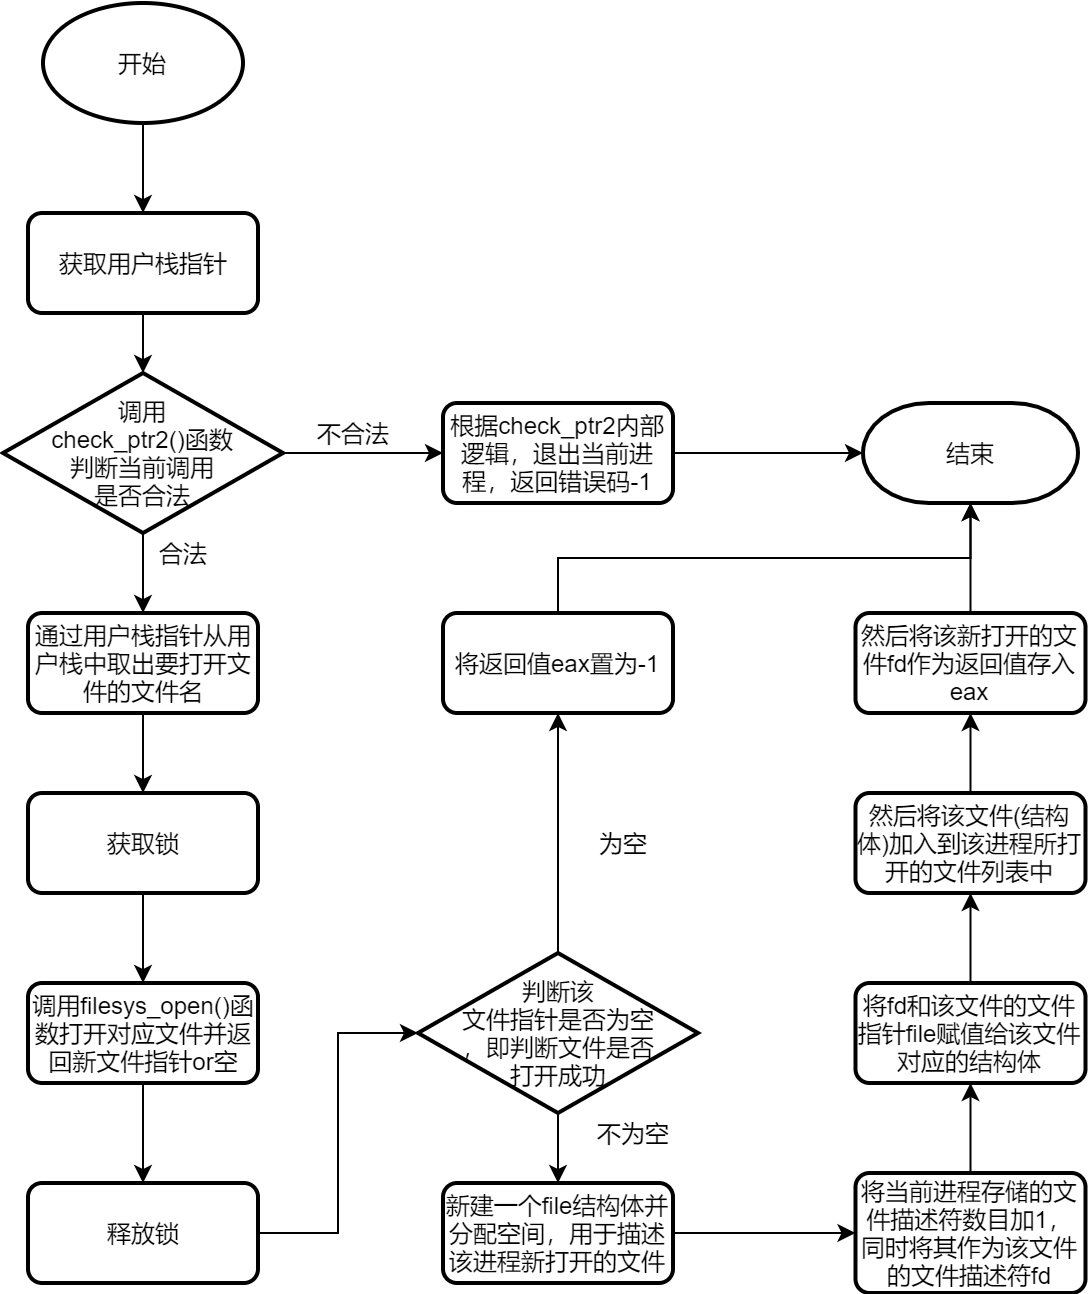 开始
获取用户栈指针
调用
check_ptr2()函数
判断当前调用
是否合法
不合法
根据check_ptr2内部
逻辑，退出当前进
程，返回错误码-1
结束
合法
通过用户栈指针从用
户栈中取出要打开文
件的文件名
获取锁
调用filesys_open()函
数打开对应文件并返
回新文件指针or空
释放锁
判断该
文件指针是否为空
，即判断文件是否
打开成功
为空
将返回值eax置为-1
不为空
新建一个file结构体并
分配空间，用于描述
该进程新打开的文件
将当前进程存储的文
件描述符数目加1，
同时将其作为该文件
的文件描述符fd
将fd和该文件的文件
指针file赋值给该文件
对应的结构体
然后将该文件(结构
体)加入到该进程所打
开的文件列表中
然后将该新打开的文
件fd作为返回值存入
eax